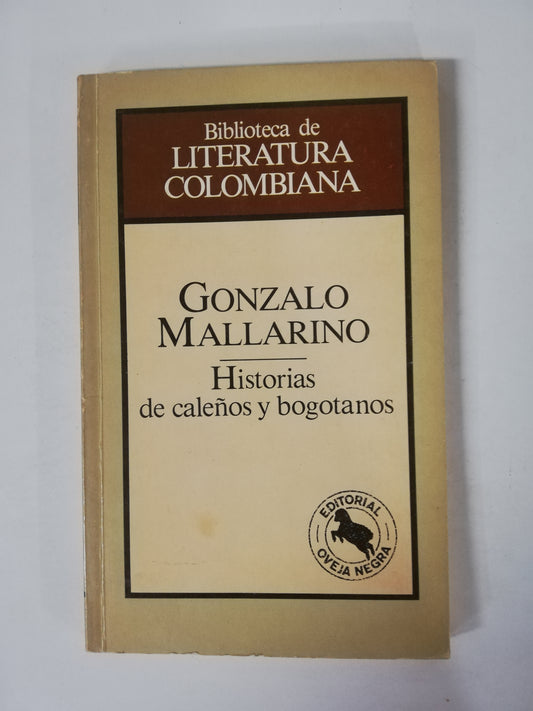 Biblioteca de
LITERATURA
COLOMBIANA
GONZALO
MALLARINO
Historias
de caleños y bogotanos
EDITORIAL
OVEJA NEGRA